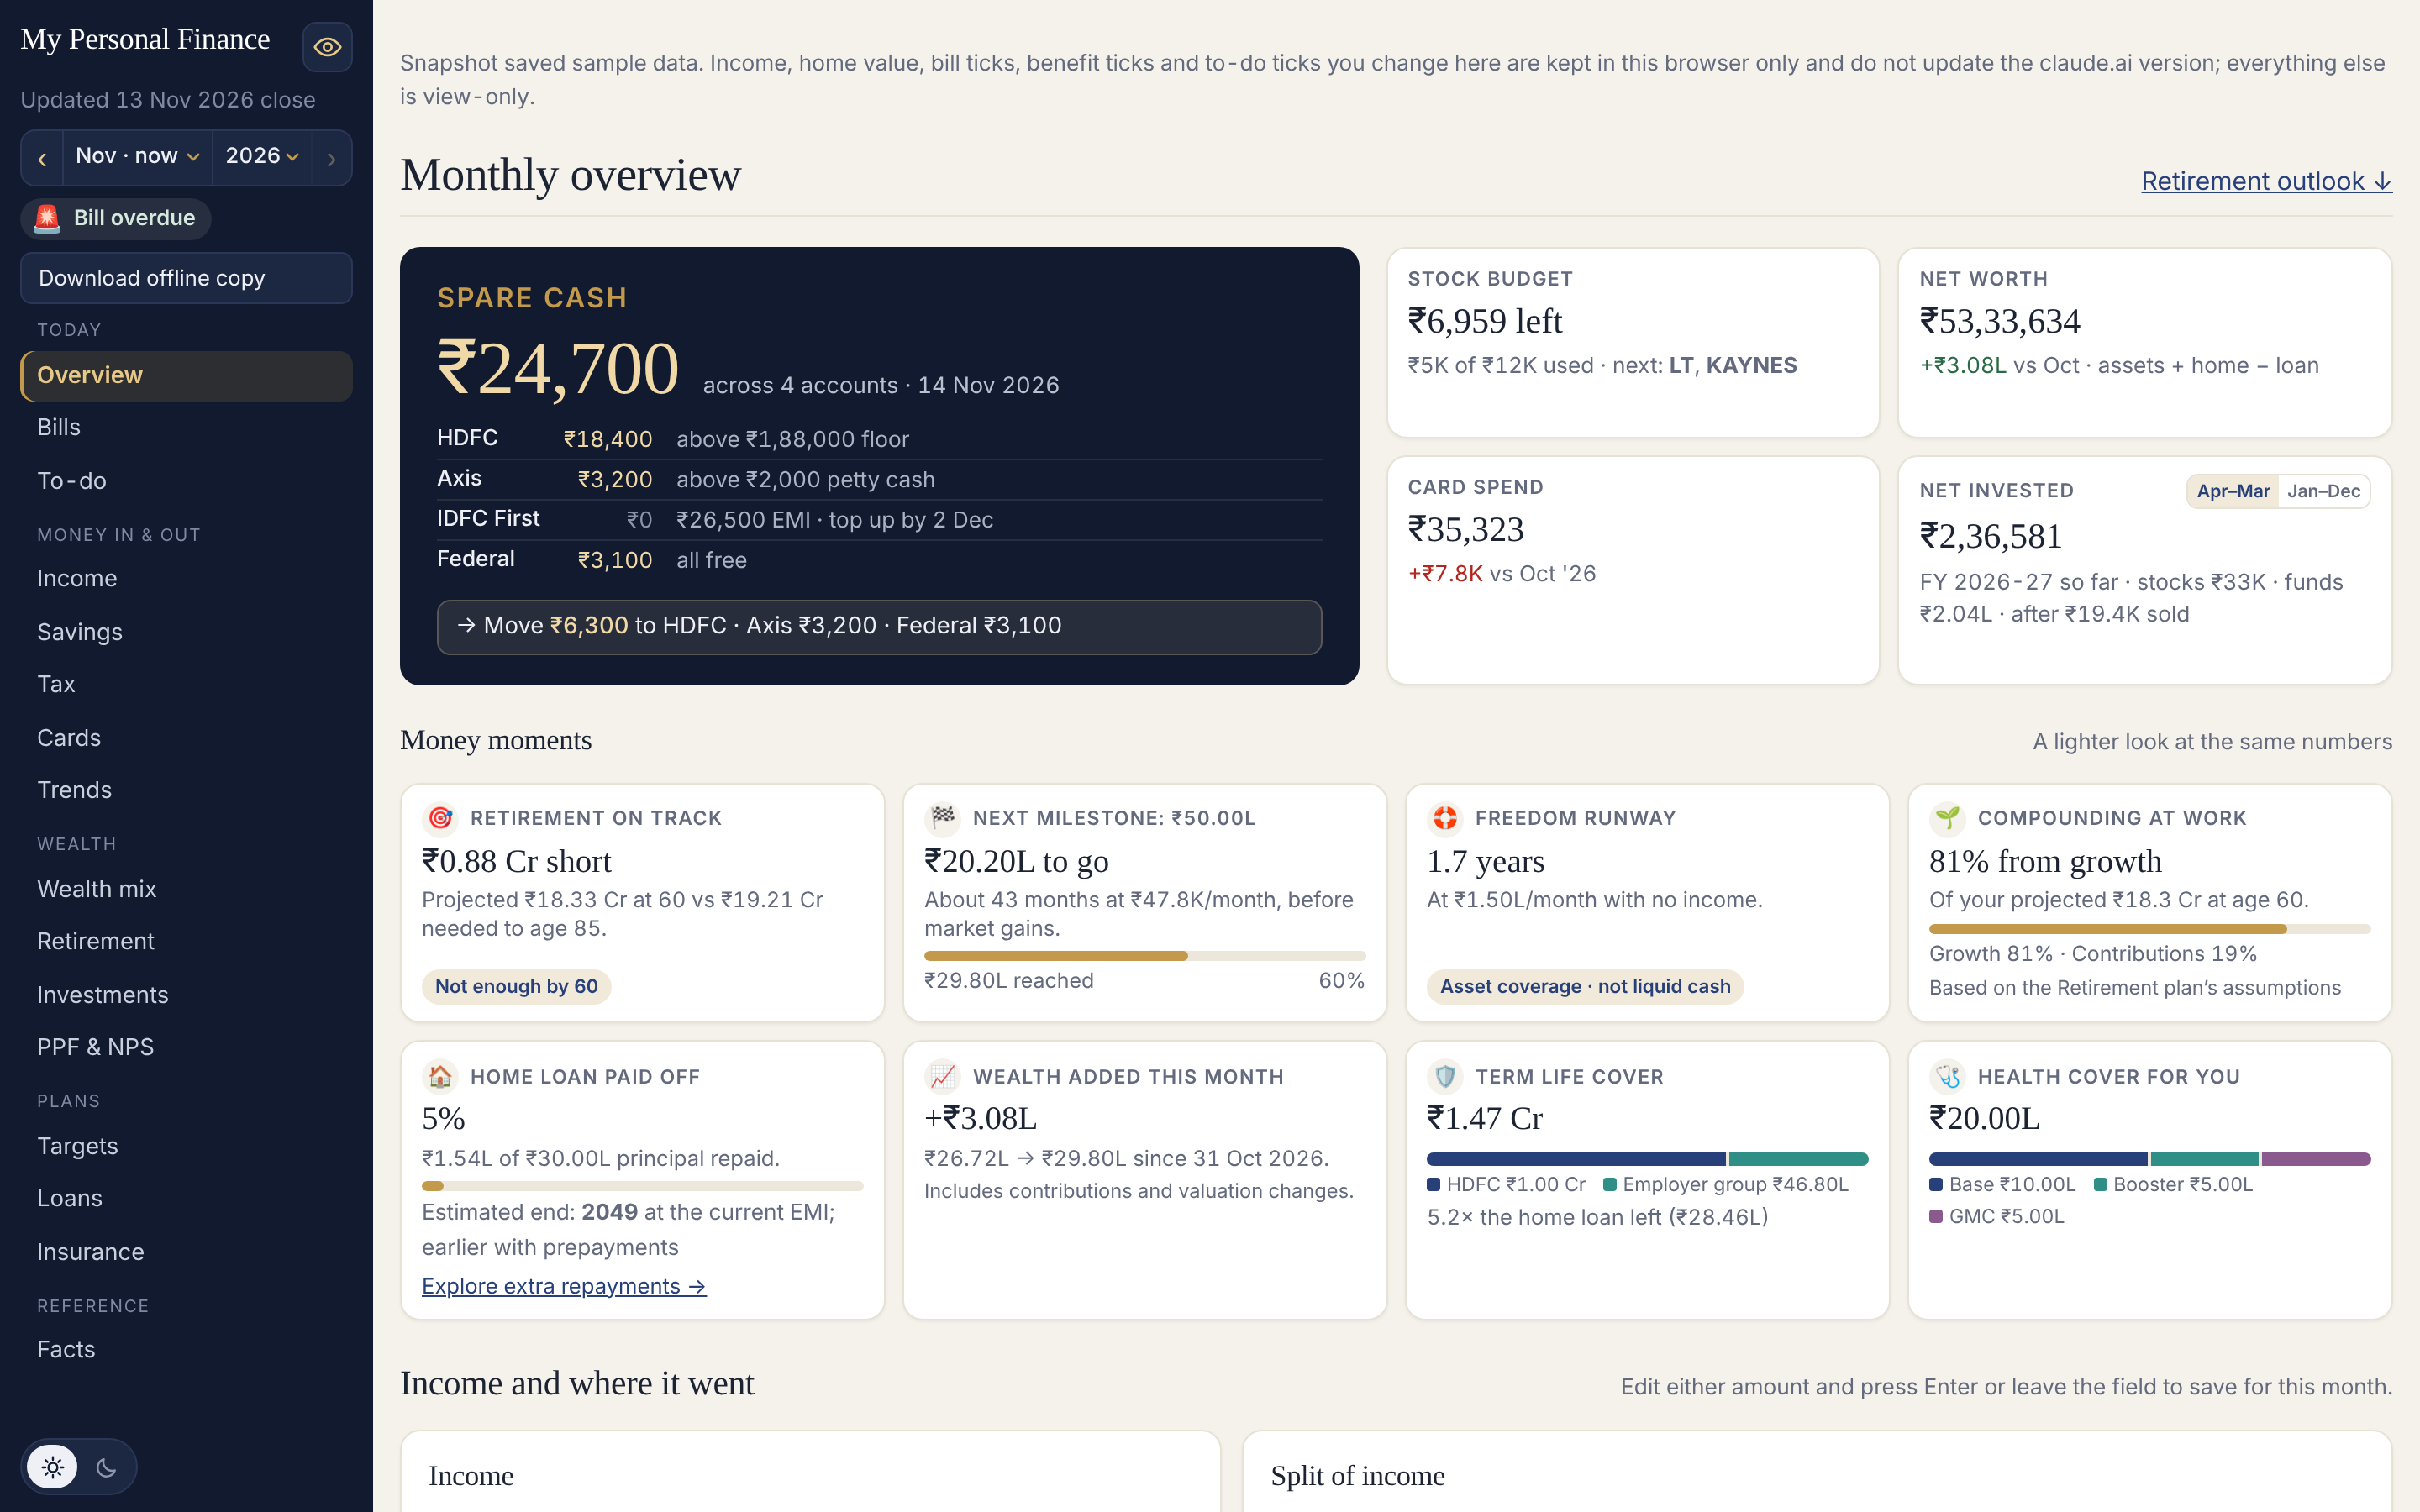 My Personal Finance
Updated 13 Nov 2026 close
‹ Nov · now 2026 ›
🚨 Bill overdue
Download offline copy
TODAY
Overview
Bills
To-do
MONEY IN & OUT
Income
Savings
Tax
Cards
Trends
WEALTH
Wealth mix
Retirement
Investments
PPF & NPS
PLANS
Targets
Loans
Insurance
REFERENCE
Facts
Snapshot saved sample data. Income, home value, bill ticks, benefit ticks and to-do ticks you change here are kept in this browser only and do not update the claude.ai version; everything else
is view-only.
Monthly overview
Retirement outlook ↓
SPARE CASH
₹24,700 across 4 accounts · 14 Nov 2026
HDFC ₹18,400 above ₹1,88,000 floor
Axis ₹3,200 above ₹2,000 petty cash
IDFC First ₹0 ₹26,500 EMI · top up by 2 Dec
Federal ₹3,100 all free
→ Move ₹6,300 to HDFC · Axis ₹3,200 · Federal ₹3,100
STOCK BUDGET
₹6,959 left
₹5K of ₹12K used · next: LT, KAYNES
NET WORTH
₹53,33,634
+₹3.08L vs Oct · assets + home − loan
CARD SPEND
₹35,323
+₹7.8K vs Oct '26
NET INVESTED
Apr–Mar Jan–Dec
₹2,36,581
FY 2026-27 so far · stocks ₹33K · funds
₹2.04L · after ₹19.4K sold
Money moments
A lighter look at the same numbers
RETIREMENT ON TRACK
₹0.88 Cr short
Projected ₹18.33 Cr at 60 vs ₹19.21 Cr
needed to age 85.
Not enough by 60
NEXT MILESTONE: ₹50.00L
₹20.20L to go
About 43 months at ₹47.8K/month, before
market gains.
₹29.80L reached 60%
FREEDOM RUNWAY
1.7 years
At ₹1.50L/month with no income.
Asset coverage · not liquid cash
COMPOUNDING AT WORK
81% from growth
Of your projected ₹18.3 Cr at age 60.
Growth 81% · Contributions 19%
Based on the Retirement plan’s assumptions
HOME LOAN PAID OFF
5%
₹1.54L of ₹30.00L principal repaid.
Estimated end: 2049 at the current EMI;
earlier with prepayments
Explore extra repayments →
WEALTH ADDED THIS MONTH
+₹3.08L
₹26.72L → ₹29.80L since 31 Oct 2026.
Includes contributions and valuation changes.
TERM LIFE COVER
₹1.47 Cr
HDFC ₹1.00 Cr Employer group ₹46.80L
5.2× the home loan left (₹28.46L)
HEALTH COVER FOR YOU
₹20.00L
Base ₹10.00L Booster ₹5.00L
GMC ₹5.00L
Income and where it went
Edit either amount and press Enter or leave the field to save for this month.
Income
Split of income